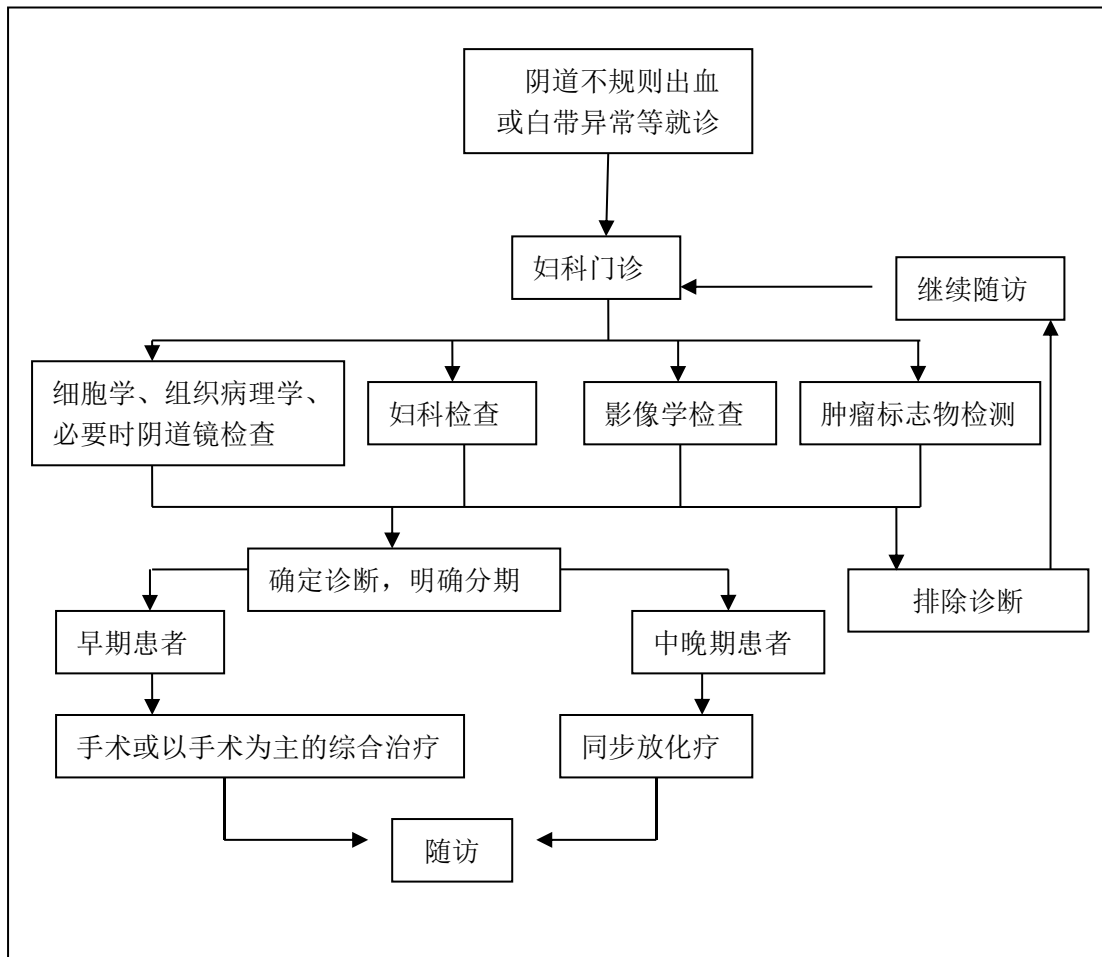 阴道不规则出血
或白带异常等就诊
妇科门诊
继续随访
细胞学、组织病理学、
必要时阴道镜检查
妇科检查
影像学检查
肿瘤标志物检测
确定诊断，明确分期
排除诊断
早期患者
中晚期患者
手术或以手术为主的综合治疗
同步放化疗
随访